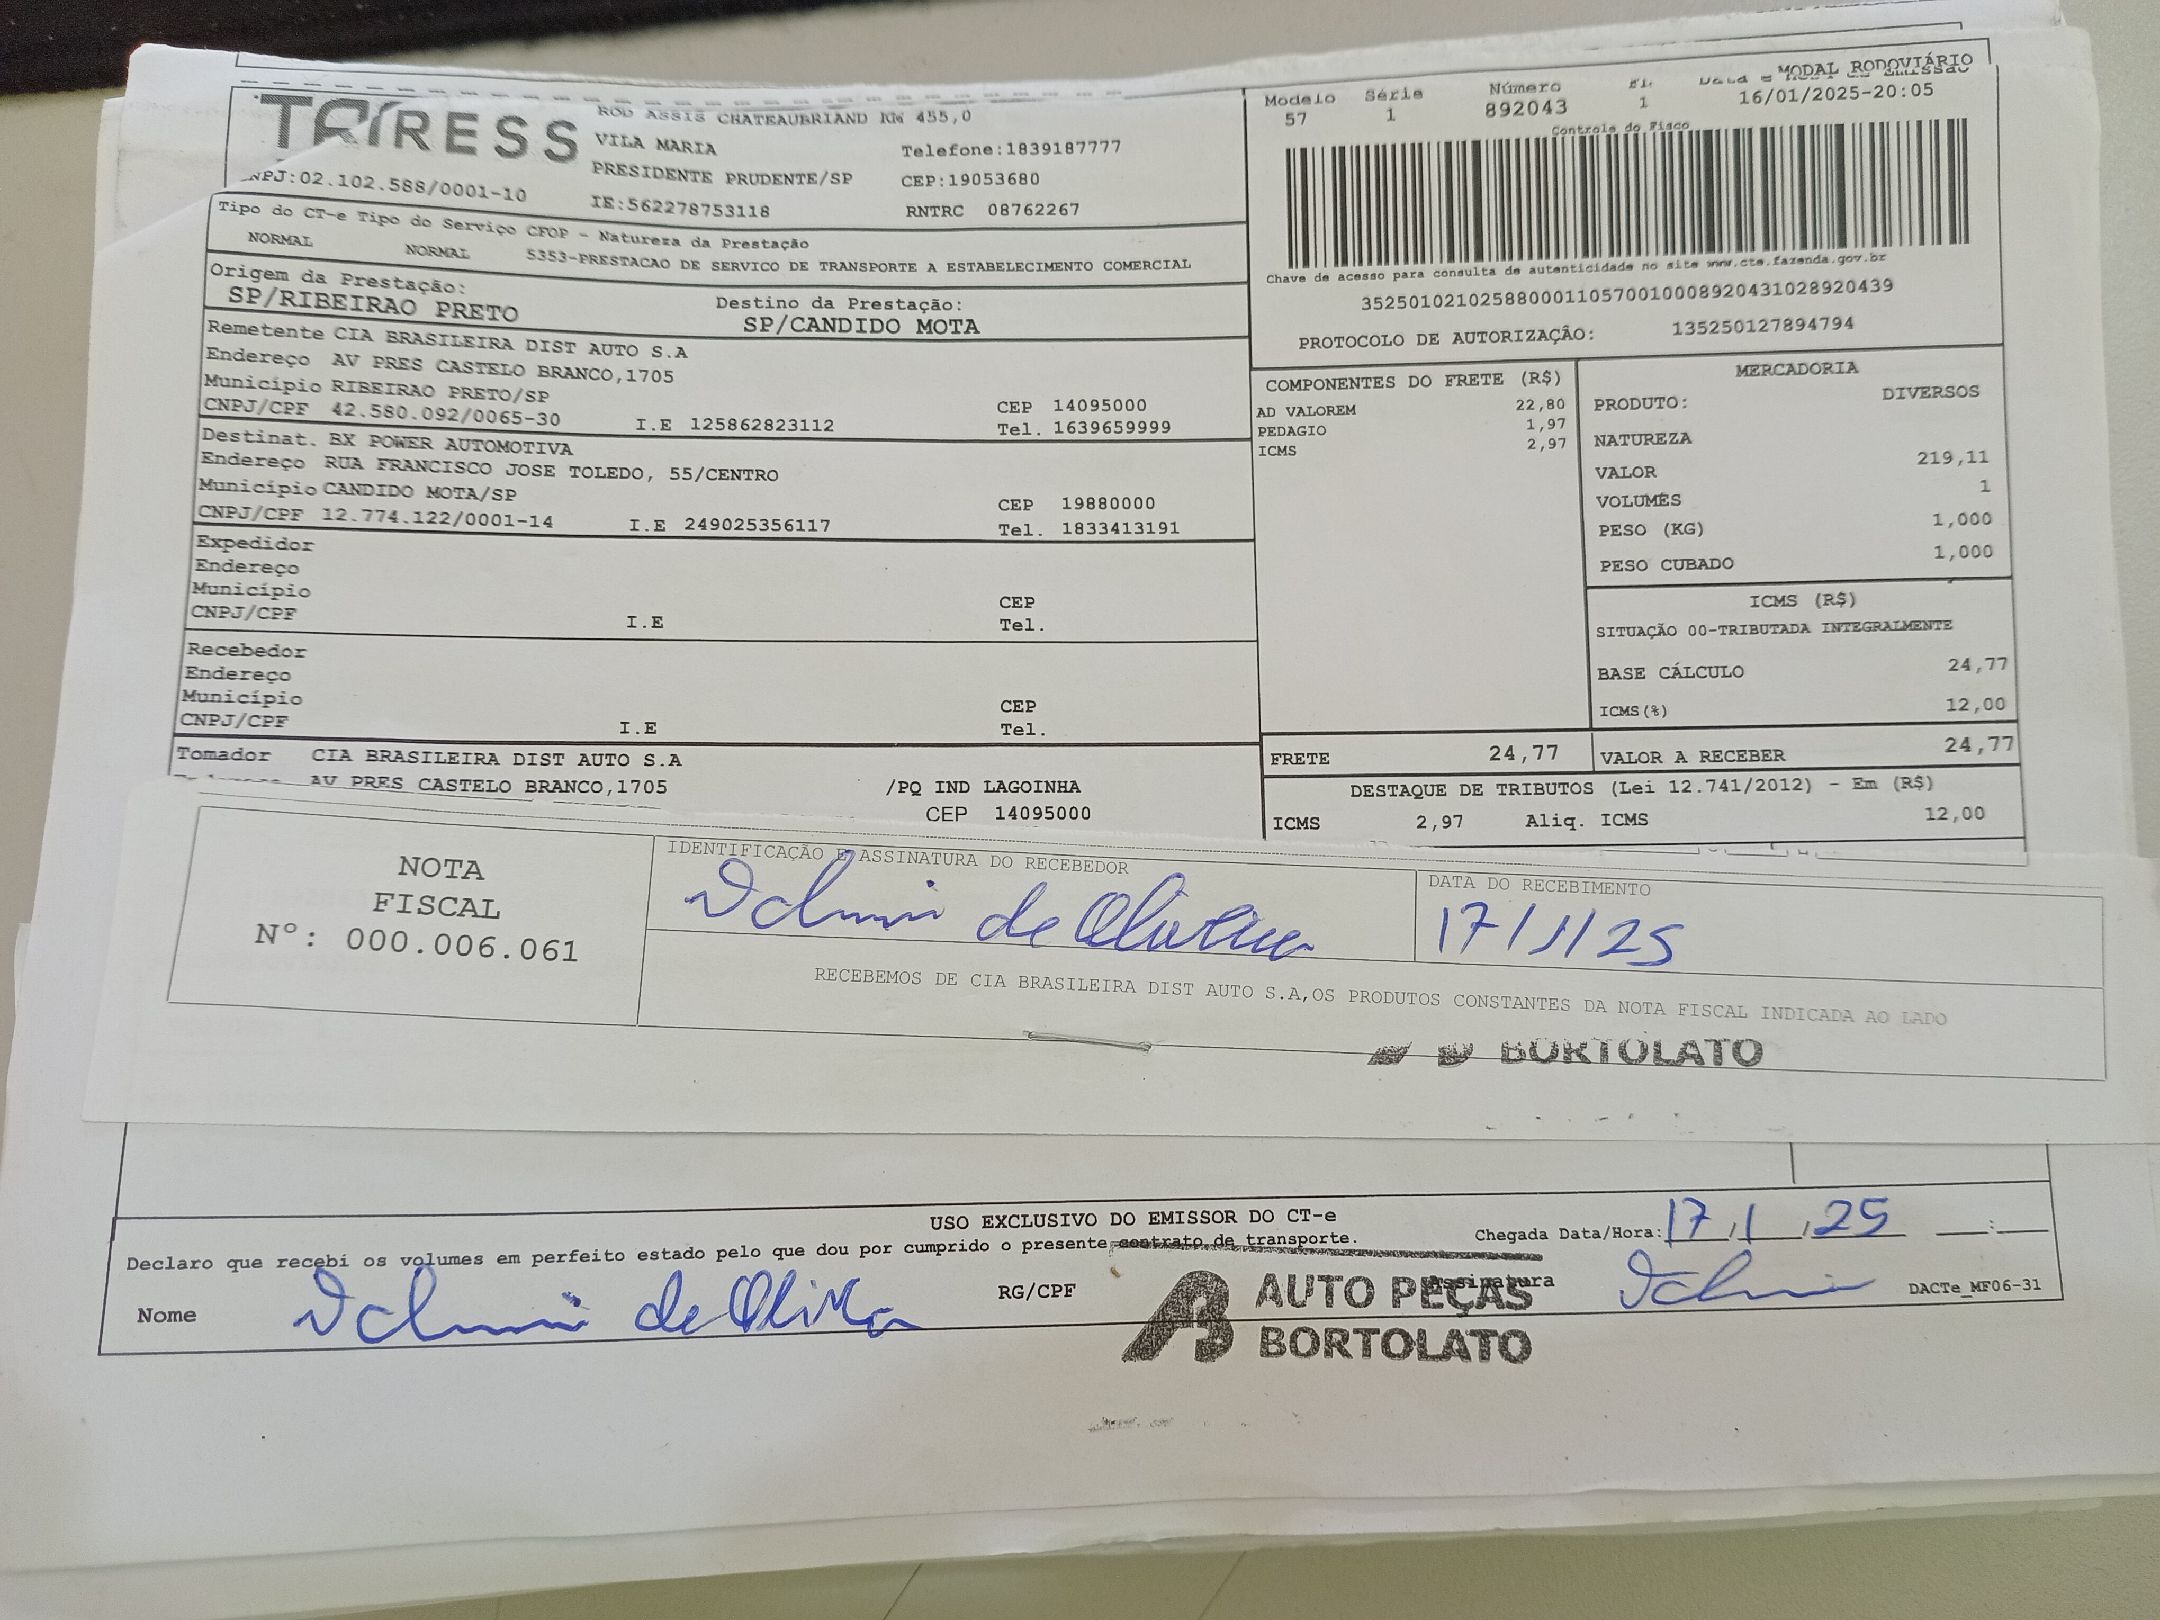 MODAL RODOVIÁRIO
RESS
ROD ASSIS CHATEAUBRIAND KM 455,0
VILA MARIA Telefone:1839187777
PRESIDENTE PRUDENTE/SP CEP:19053680
CNPJ:02.102.588/0001-10 IE:562278753118 RNTRC 08762267
Modelo Série Número Fl. Data
57 1 892043 1 16/01/2025-20:05
Controle do Fisco
Chave de acesso para consulta de autenticidade no site www.cte.fazenda.gov.br
35250102102588000110570010008920431028920439
PROTOCOLO DE AUTORIZAÇÃO: 135250127894794
Tipo do CT-e Tipo do Serviço CFOP - Natureza da Prestação
NORMAL NORMAL 5353-PRESTACAO DE SERVICO DE TRANSPORTE A ESTABELECIMENTO COMERCIAL
Origem da Prestação: Destino da Prestação:
SP/RIBEIRAO PRETO SP/CANDIDO MOTA
Remetente CIA BRASILEIRA DIST AUTO S.A
Endereço AV PRES CASTELO BRANCO,1705
Município RIBEIRAO PRETO/SP CEP 14095000
CNPJ/CPF 42.580.092/0065-30 I.E 125862823112 Tel. 1639659999
Destinat. BX POWER AUTOMOTIVA
Endereço RUA FRANCISCO JOSE TOLEDO, 55/CENTRO
Município CANDIDO MOTA/SP CEP 19880000
CNPJ/CPF 12.774.122/0001-14 I.E 249025356117 Tel. 1833413191
Expedidor
Endereço
Município CEP
CNPJ/CPF I.E Tel.
Recebedor
Endereço
Município CEP
CNPJ/CPF I.E Tel.
Tomador CIA BRASILEIRA DIST AUTO S.A
AV PRES CASTELO BRANCO,1705 /PQ IND LAGOINHA
CEP 14095000
COMPONENTES DO FRETE (R$)
AD VALOREM 22,80
PEDAGIO 1,97
ICMS 2,97
MERCADORIA
PRODUTO: DIVERSOS
NATUREZA
VALOR 219,11
VOLUMES 1
PESO (KG) 1,000
PESO CUBADO 1,000
ICMS (R$)
SITUAÇÃO 00-TRIBUTADA INTEGRALMENTE
BASE CÁLCULO 24,77
ICMS(%) 12,00
FRETE 24,77 VALOR A RECEBER 24,77
DESTAQUE DE TRIBUTOS (Lei 12.741/2012) - Em (R$)
ICMS 2,97 Aliq. ICMS 12,00
NOTA
FISCAL
Nº: 000.006.061
IDENTIFICAÇÃO E ASSINATURA DO RECEBEDOR
de Oliveira
DATA DO RECEBIMENTO
17/1/25
RECEBEMOS DE CIA BRASILEIRA DIST AUTO S.A,OS PRODUTOS CONSTANTES DA NOTA FISCAL INDICADA AO LADO
BORTOLATO
USO EXCLUSIVO DO EMISSOR DO CT-e
Declaro que recebi os volumes em perfeito estado pelo que dou por cumprido o presente contrato de transporte.
Chegada Data/Hora: 17/1/25 __:__
Nome de Oliveira RG/CPF Assinatura DACTe_MF06-31
AUTO PEÇAS
BORTOLATO